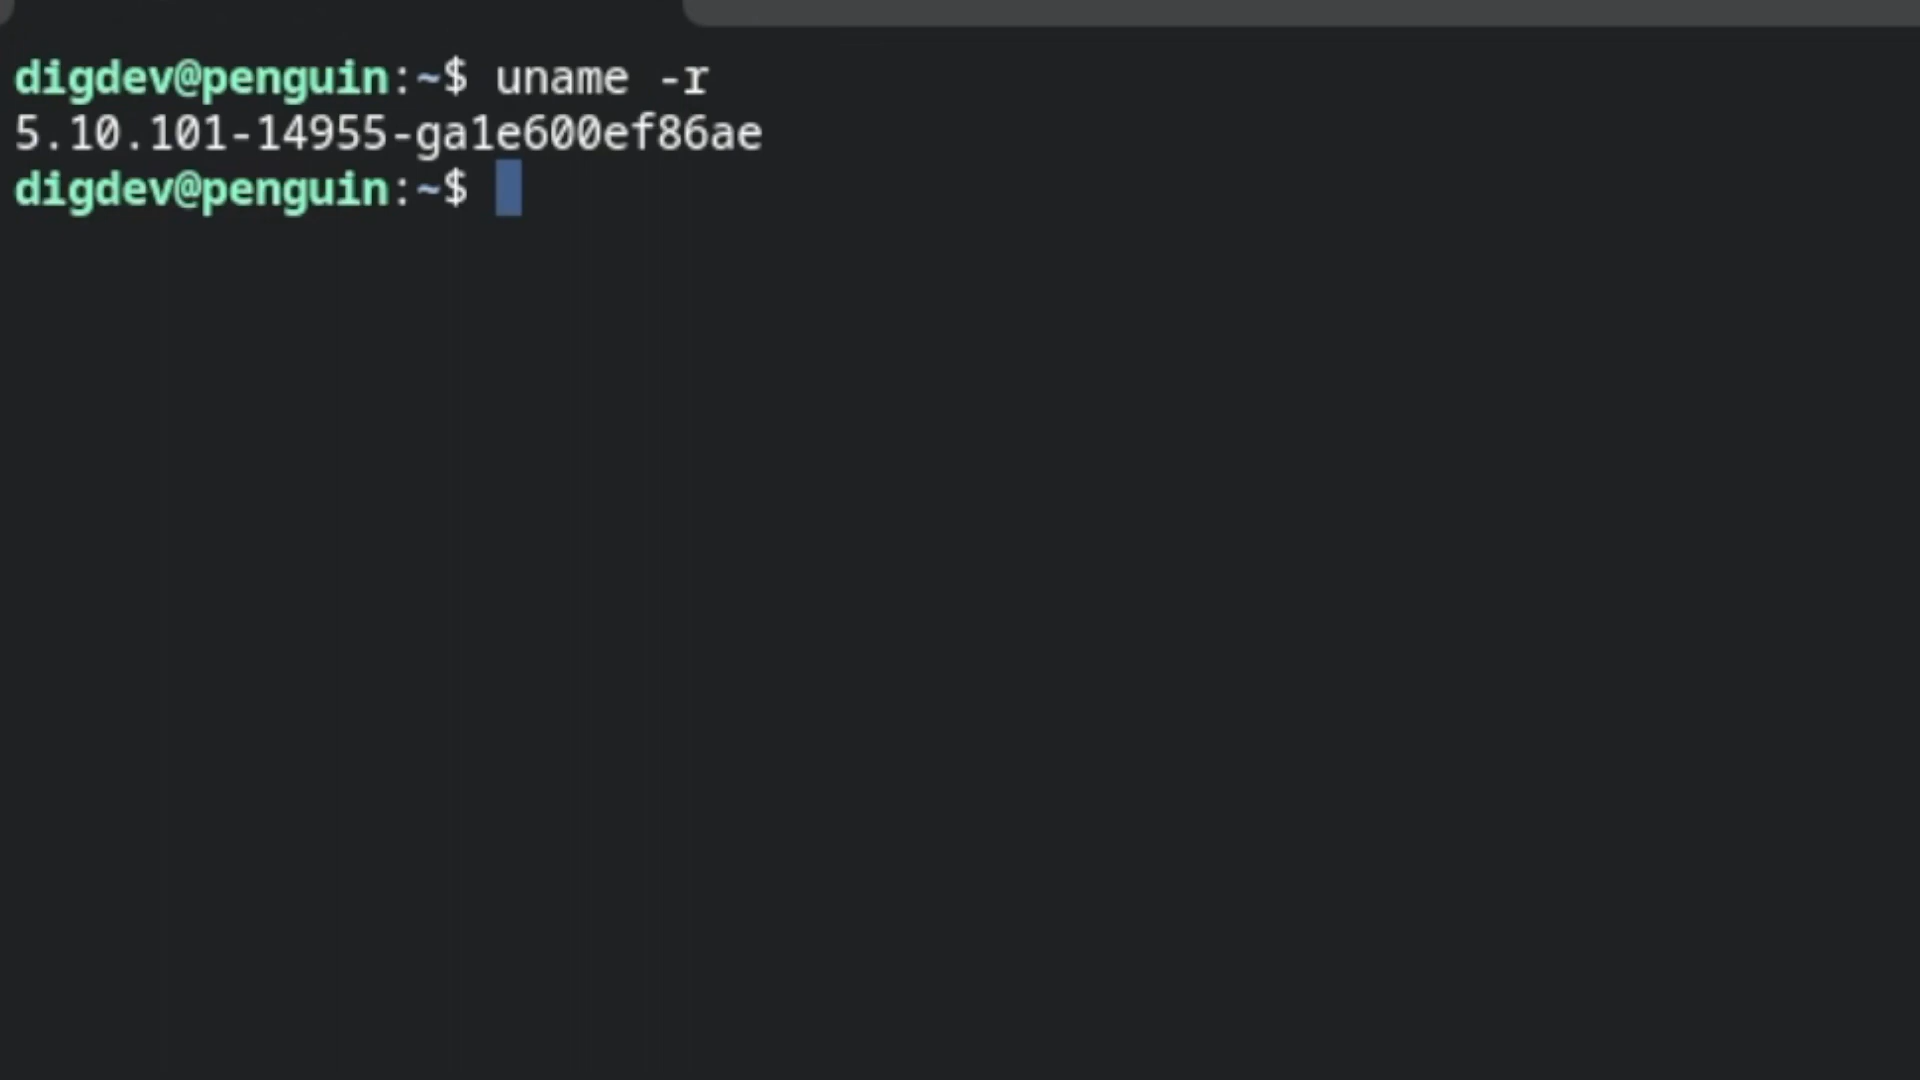 digdev@penguin:~$ uname -r
5.10.101-14955-ga1e600ef86ae
digdev@penguin:~$